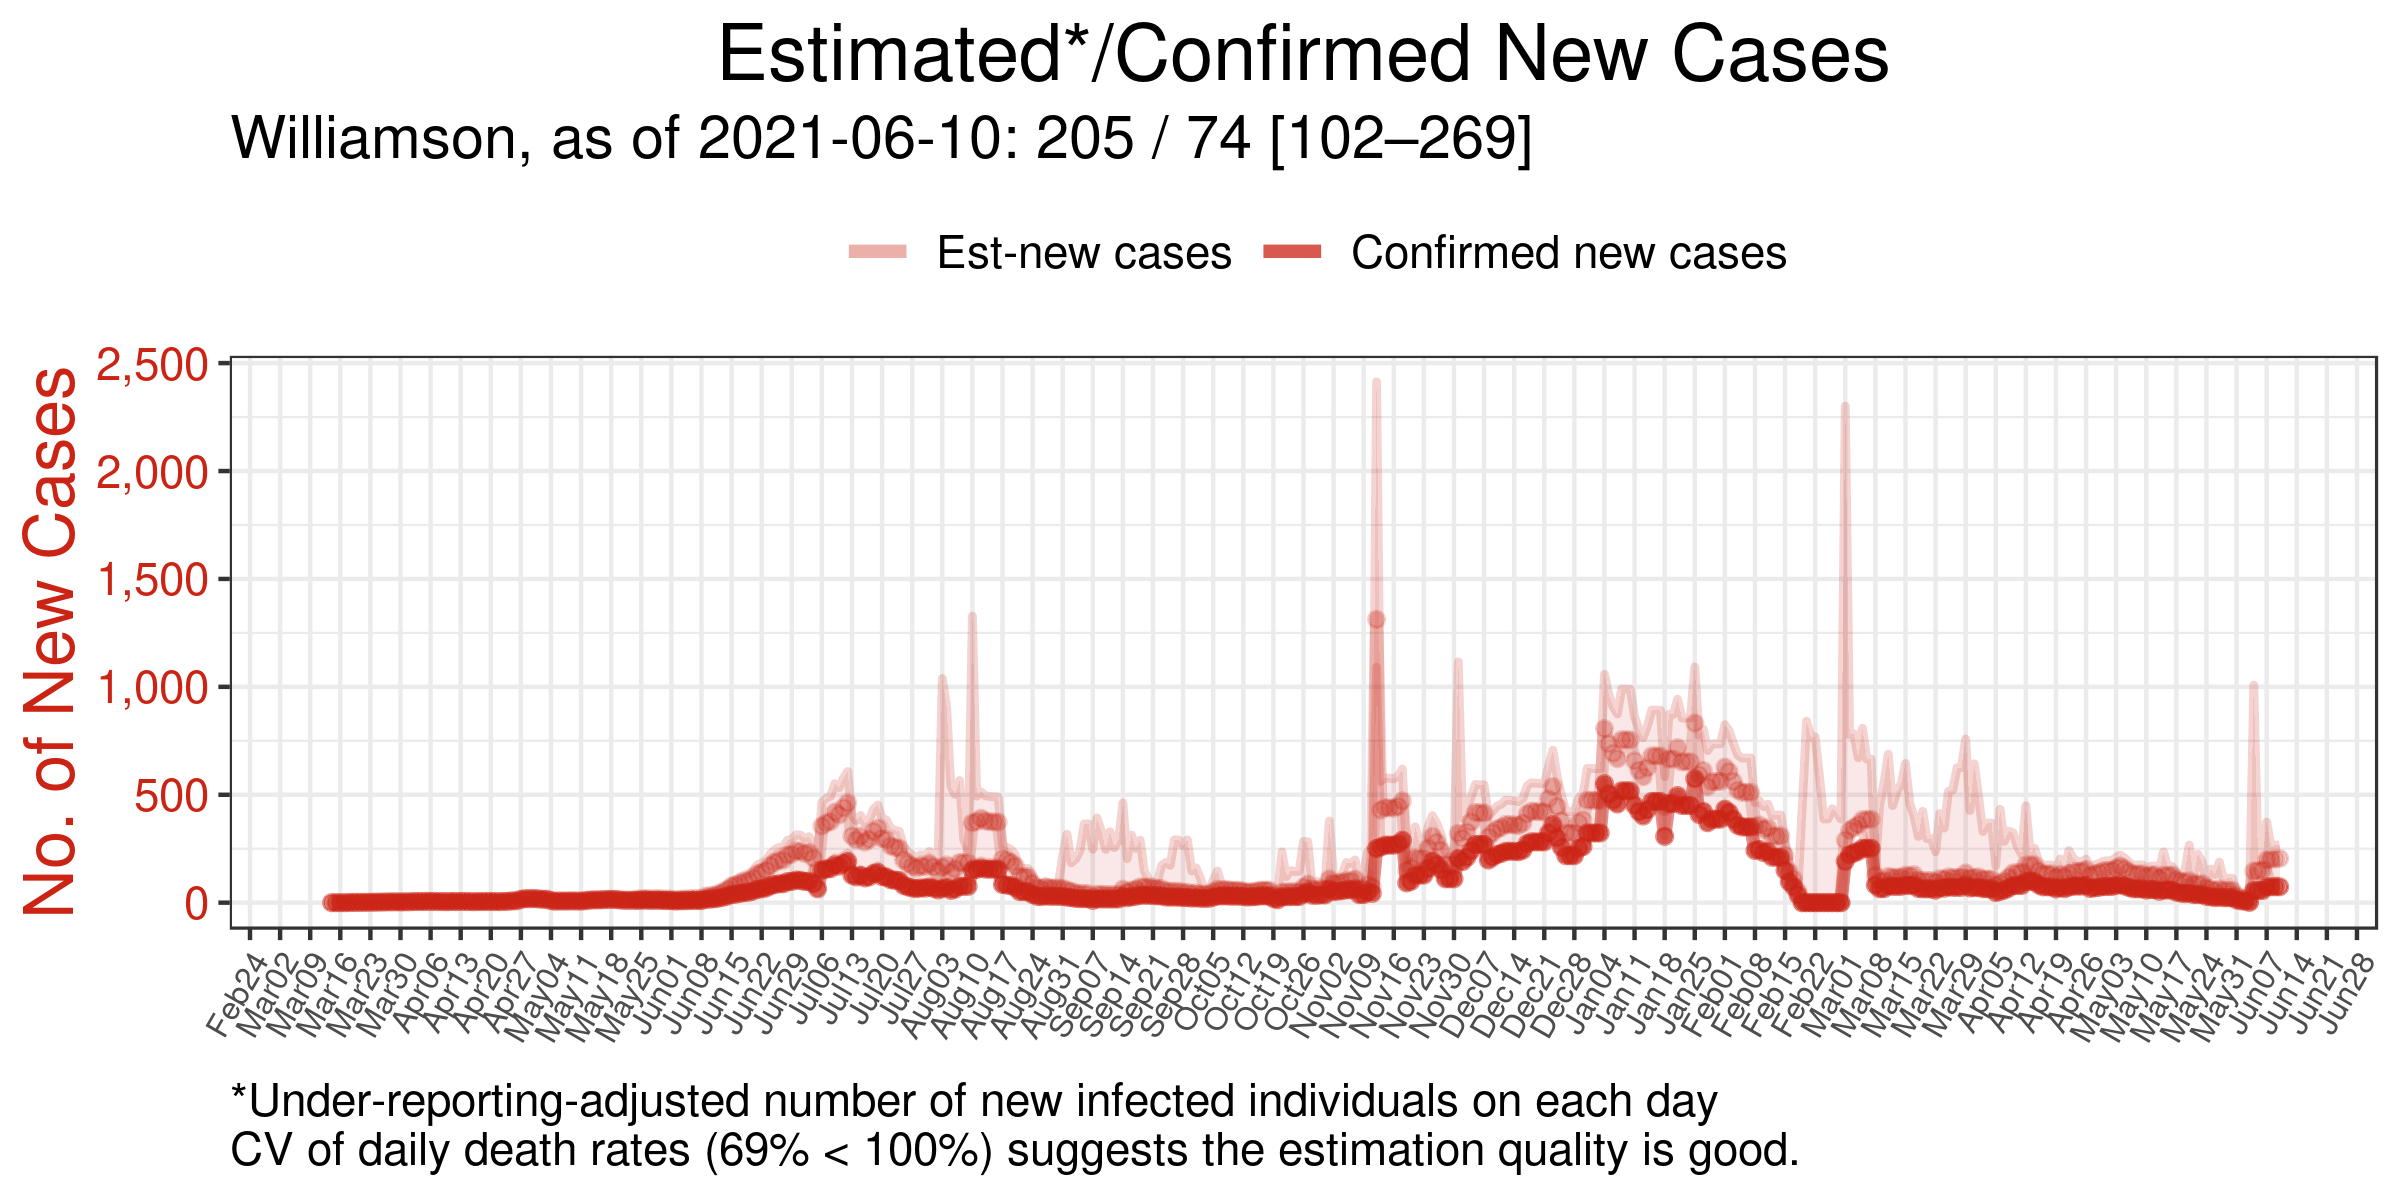 Estimated*/Confirmed New Cases
Williamson, as of 2021-06-10: 205 / 74 [102–269]
Est-new cases
Confirmed new cases
No. of New Cases
2,500
2,000
1,500
1,000
500
0
Feb24
Mar02
Mar09
Mar16
Mar23
Mar30
Apr06
Apr13
Apr20
Apr27
May04
May11
May18
May25
Jun01
Jun08
Jun15
Jun22
Jun29
Jul06
Jul13
Jul20
Jul27
Aug03
Aug10
Aug17
Aug24
Aug31
Sep07
Sep14
Sep21
Sep28
Oct05
Oct12
Oct19
Oct26
Nov02
Nov09
Nov16
Nov23
Nov30
Dec07
Dec14
Dec21
Dec28
Jan04
Jan11
Jan18
Jan25
Feb01
Feb08
Feb15
Feb22
Mar01
Mar08
Mar15
Mar22
Mar29
Apr05
Apr12
Apr19
Apr26
May03
May10
May17
May24
May31
Jun07
Jun14
Jun21
Jun28
*Under-reporting-adjusted number of new infected individuals on each day
CV of daily death rates (69% < 100%) suggests the estimation quality is good.